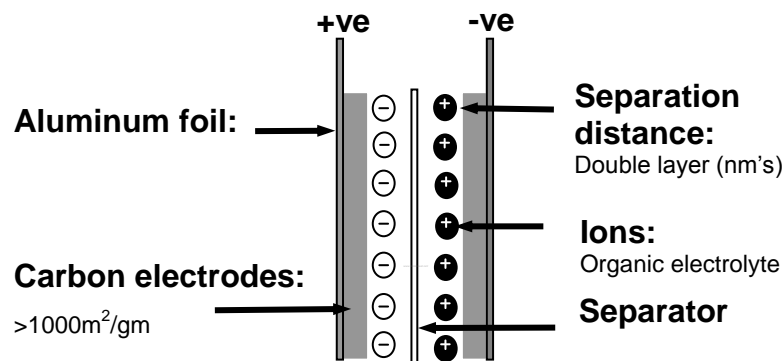 +ve -ve
Aluminum foil:
Separation
distance:
Double layer (nm's)
Ions:
Organic electrolyte
Carbon electrodes:
>1000m²/gm
Separator